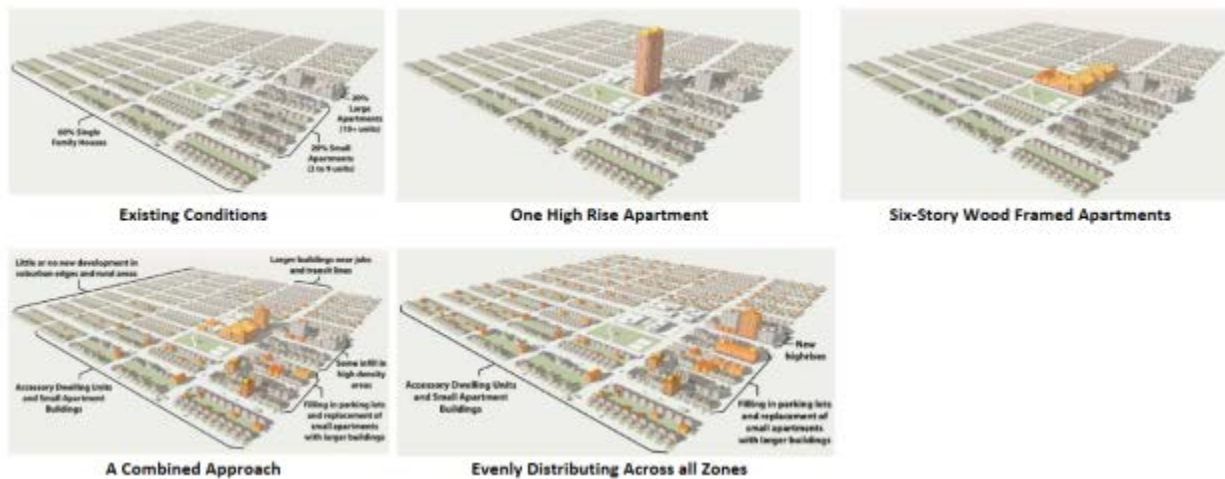 60% Single
Family Houses
20%
Large
Apartments
(10+ units)
20% Small
Apartments
(2 to 9 units)
Existing Conditions
One High Rise Apartment
Six-Story Wood Framed Apartments
Little or no new development in
suburban edges and rural areas
Larger buildings near jobs
and transit lines
Accessory Dwelling Units
and Small Apartment
Buildings
Some infill in
high density
areas
Filling in parking lots
and replacement of
small apartments
with larger buildings
A Combined Approach
Accessory Dwelling Units
and Small Apartment
Buildings
New
highrises
Filling in parking lots
and replacement of
small apartments
with larger buildings
Evenly Distributing Across all Zones